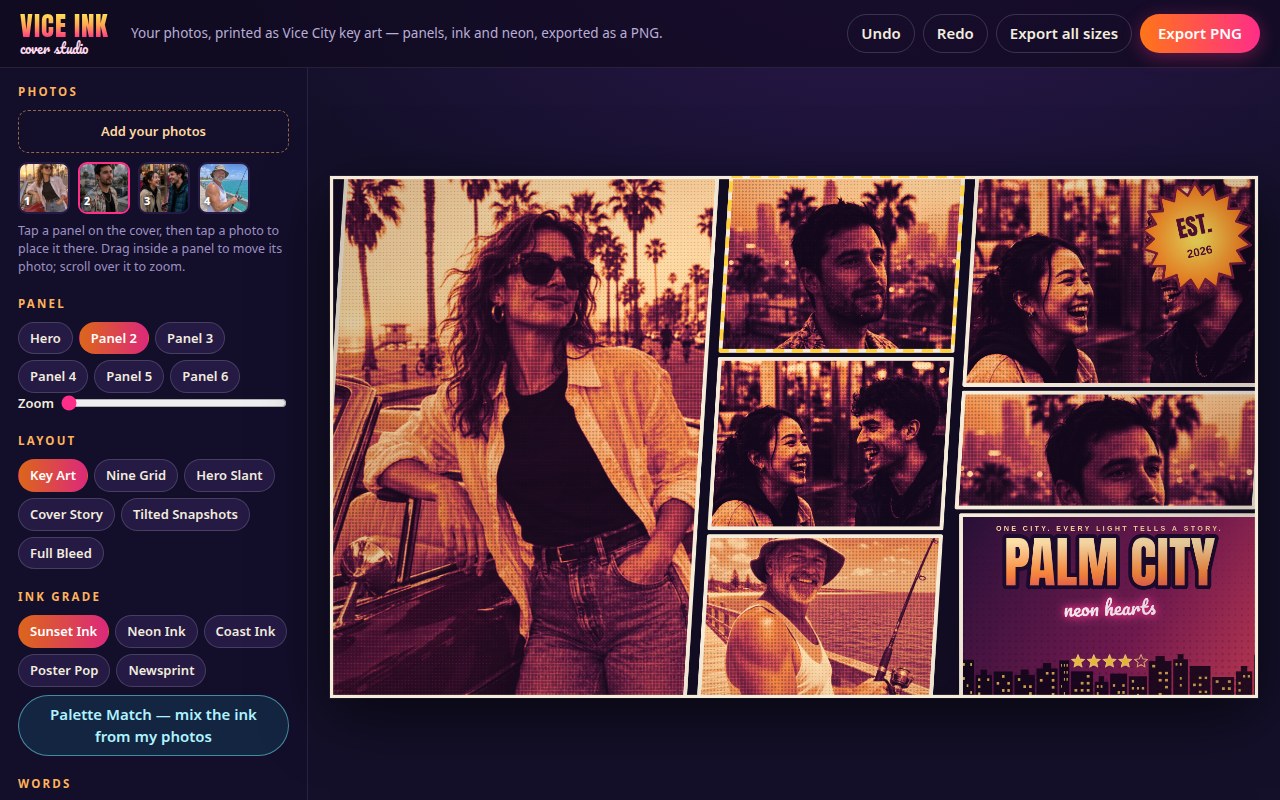 VICE INK
cover studio
Your photos, printed as Vice City key art — panels, ink and neon, exported as a PNG.
Undo
Redo
Export all sizes
Export PNG
PHOTOS
Add your photos
1
2
3
4
Tap a panel on the cover, then tap a photo to
place it there. Drag inside a panel to move its
photo; scroll over it to zoom.
PANEL
Hero
Panel 2
Panel 3
Panel 4
Panel 5
Panel 6
Zoom
LAYOUT
Key Art
Nine Grid
Hero Slant
Cover Story
Tilted Snapshots
Full Bleed
INK GRADE
Sunset Ink
Neon Ink
Coast Ink
Poster Pop
Newsprint
Palette Match — mix the ink
from my photos
WORDS
EST.
2026
ONE CITY. EVERY LIGHT TELLS A STORY.
PALM CITY
neon hearts